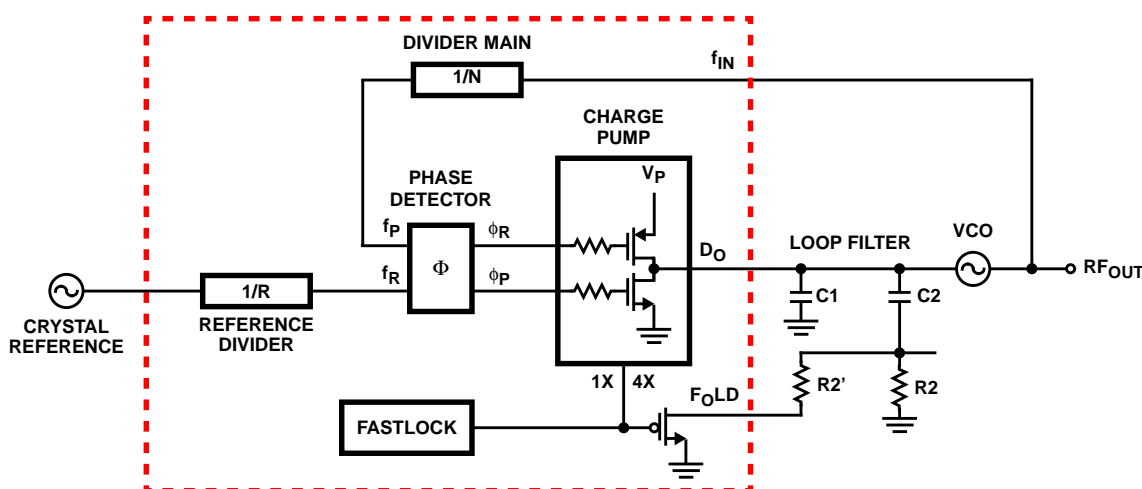 DIVIDER MAIN
1/N
fIN
CHARGE
PUMP
VP
PHASE
DETECTOR
fP
ϕR
fR
Φ
ϕP
DO
LOOP FILTER
VCO
RFOUT
C1
C2
1/R
CRYSTAL
REFERENCE
REFERENCE
DIVIDER
1X 4X
R2'
R2
FOLD
FASTLOCK